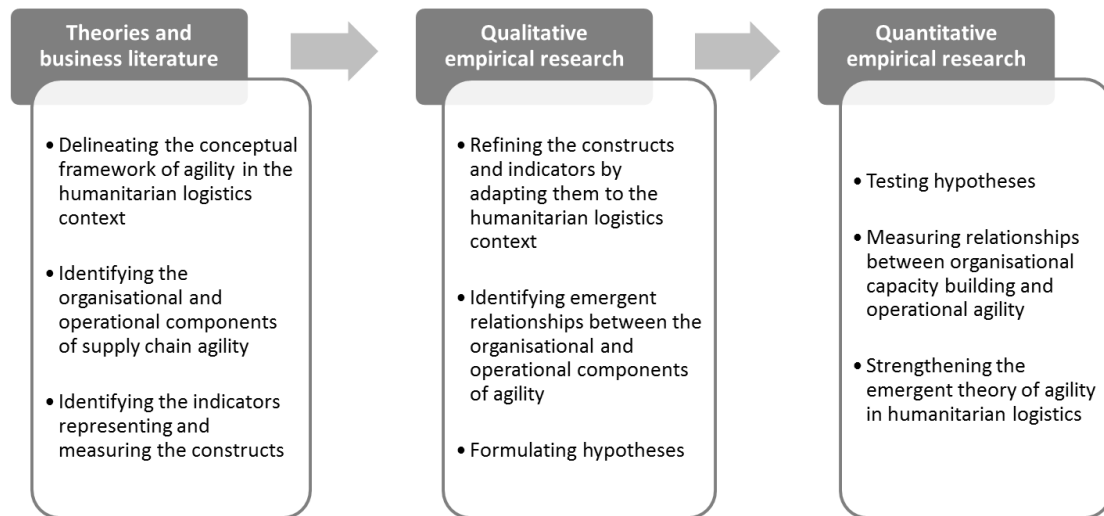 Theories and
business literature
• Delineating the conceptual
framework of agility in the
humanitarian logistics
context
• Identifying the
organisational and
operational components
of supply chain agility
• Identifying the indicators
representing and
measuring the constructs
Qualitative
empirical research
• Refining the constructs
and indicators by
adapting them to the
humanitarian logistics
context
• Identifying emergent
relationships between the
organisational and
operational components
of agility
• Formulating hypotheses
Quantitative
empirical research
• Testing hypotheses
• Measuring relationships
between organisational
capacity building and
operational agility
• Strengthening the
emergent theory of agility
in humanitarian logistics